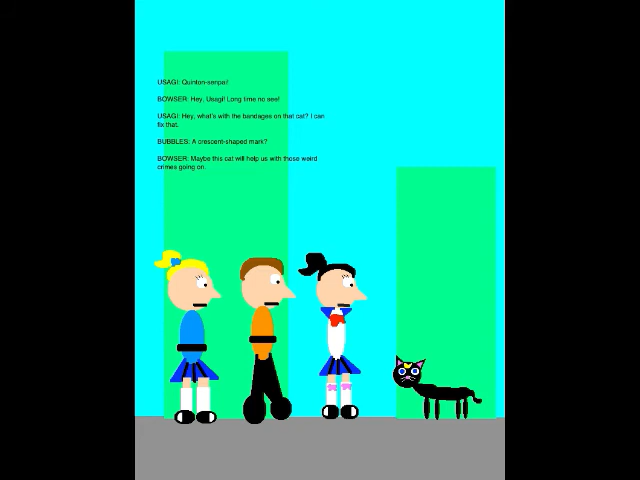 USAGI: Quinton-senpai?
BOWSER: Hey, Usagi! Long time no see!
USAGI: Hey, what's with the bandages on that cat? I can
fix that.
BUBBLES: A crescent-shaped mark?
BOWSER: Maybe this cat will help us with those weird
crimes going on.